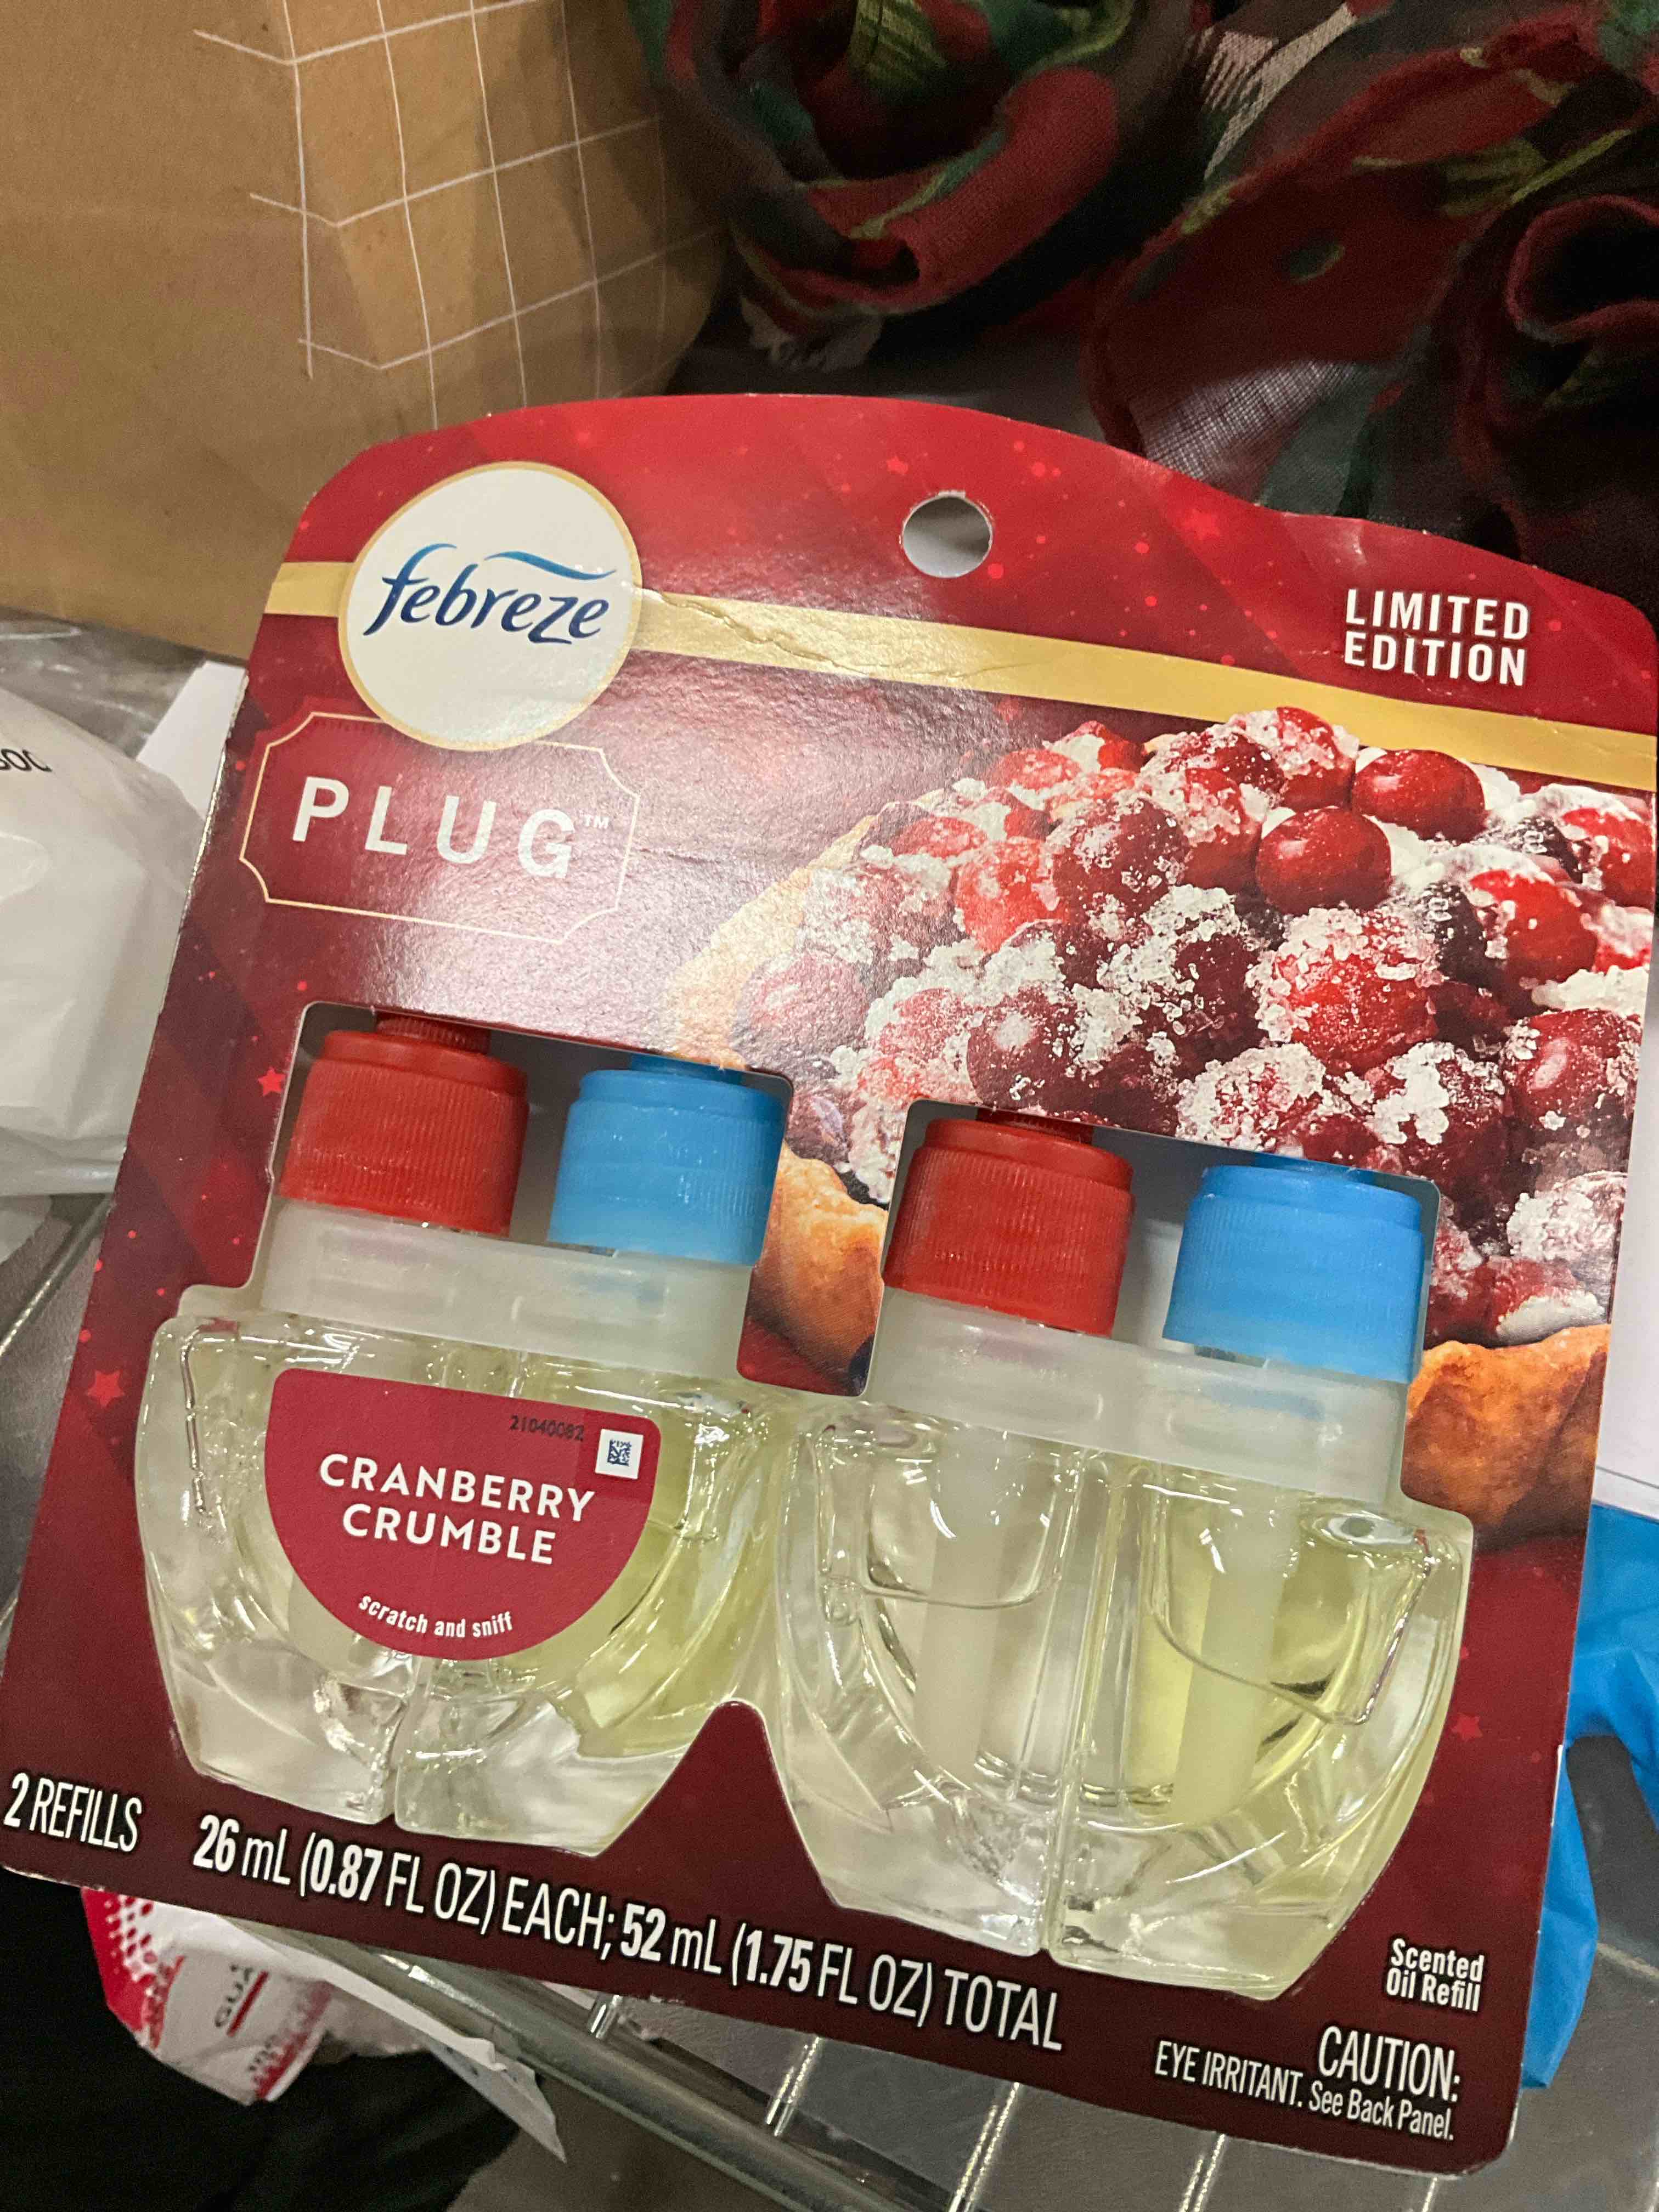 febreze
LIMITED
EDITION
PLUG™
21040082
CRANBERRY
CRUMBLE
scratch and sniff
2 REFILLS
26 mL (0.87 FL OZ) EACH; 52 mL (1.75 FL OZ) TOTAL
Scented
Oil Refill
CAUTION:
EYE IRRITANT. See Back Panel.